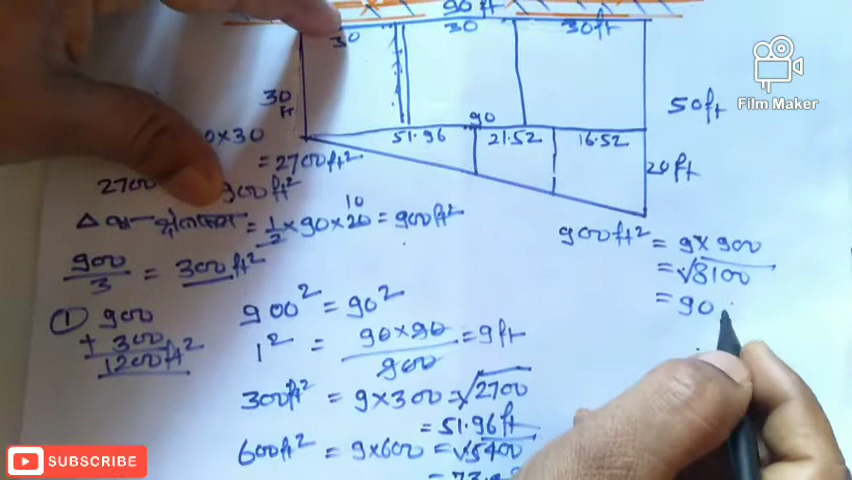 90 ft
30 30 30ft
Film Maker
30
Ft
50ft
90
51.96 21.52 16.52
0×30
= 2700ft²
20ft
2700 900ft²
Δ का क्षेत्रफल = 1/2 × 90 × 20 10 = 900ft²
900/3 = 300ft²
900ft² = 9×900
= √8100
= 90
① 900
+ 300
1200ft²
900² = 90²
1² = 90×90/900 = 9ft
300ft² = 9×300 = √2700
= 51.96ft
600ft² = 9×600 = √5400
SUBSCRIBE